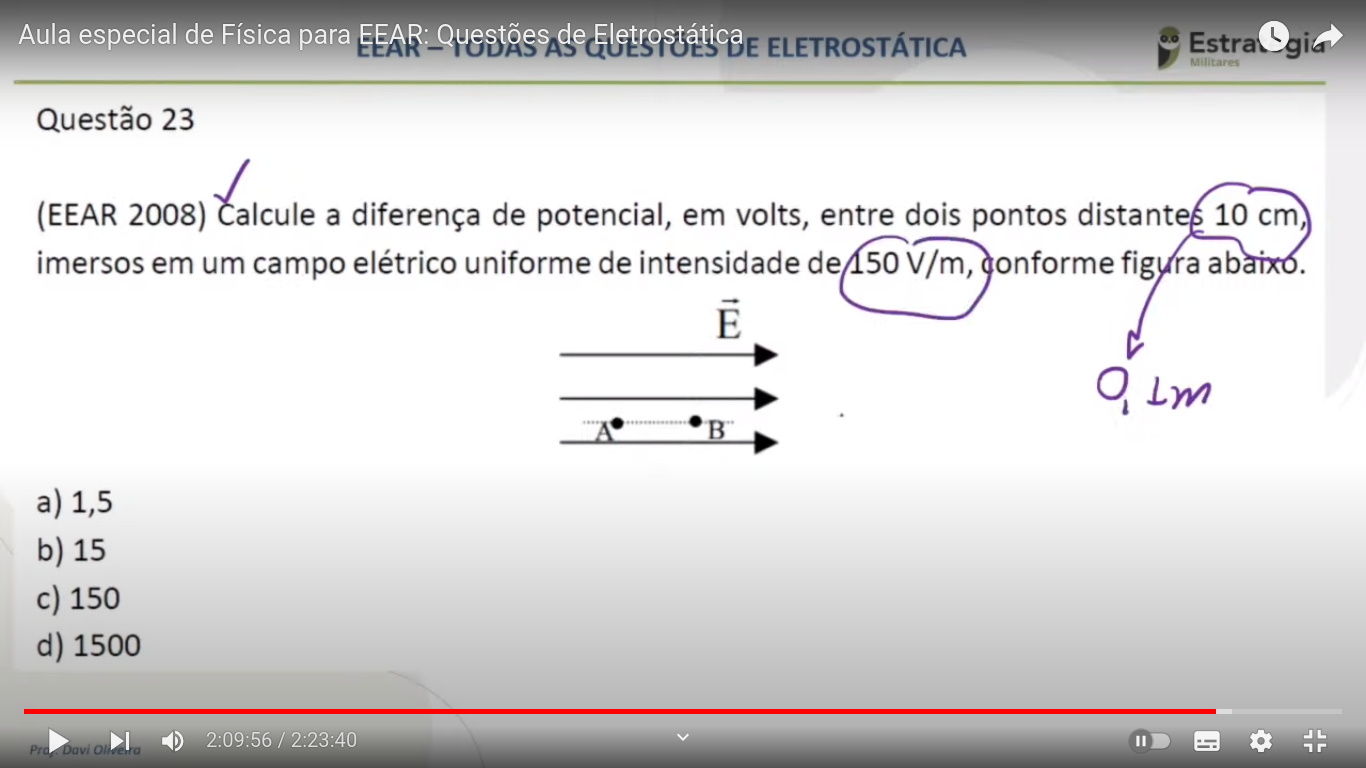 Aula especial de Física para EEAR: Questões de Eletrostática
EEAR – TODAS AS QUESTÕES DE ELETROSTÁTICA
Estratégia
Militares
Questão 23
(EEAR 2008) Calcule a diferença de potencial, em volts, entre dois pontos distantes 10 cm,
imersos em um campo elétrico uniforme de intensidade de 150 V/m, conforme figura abaixo.
E
0,1m
A B
a) 1,5
b) 15
c) 150
d) 1500
Prof. Davi Oliveira
2:09:56 / 2:23:40